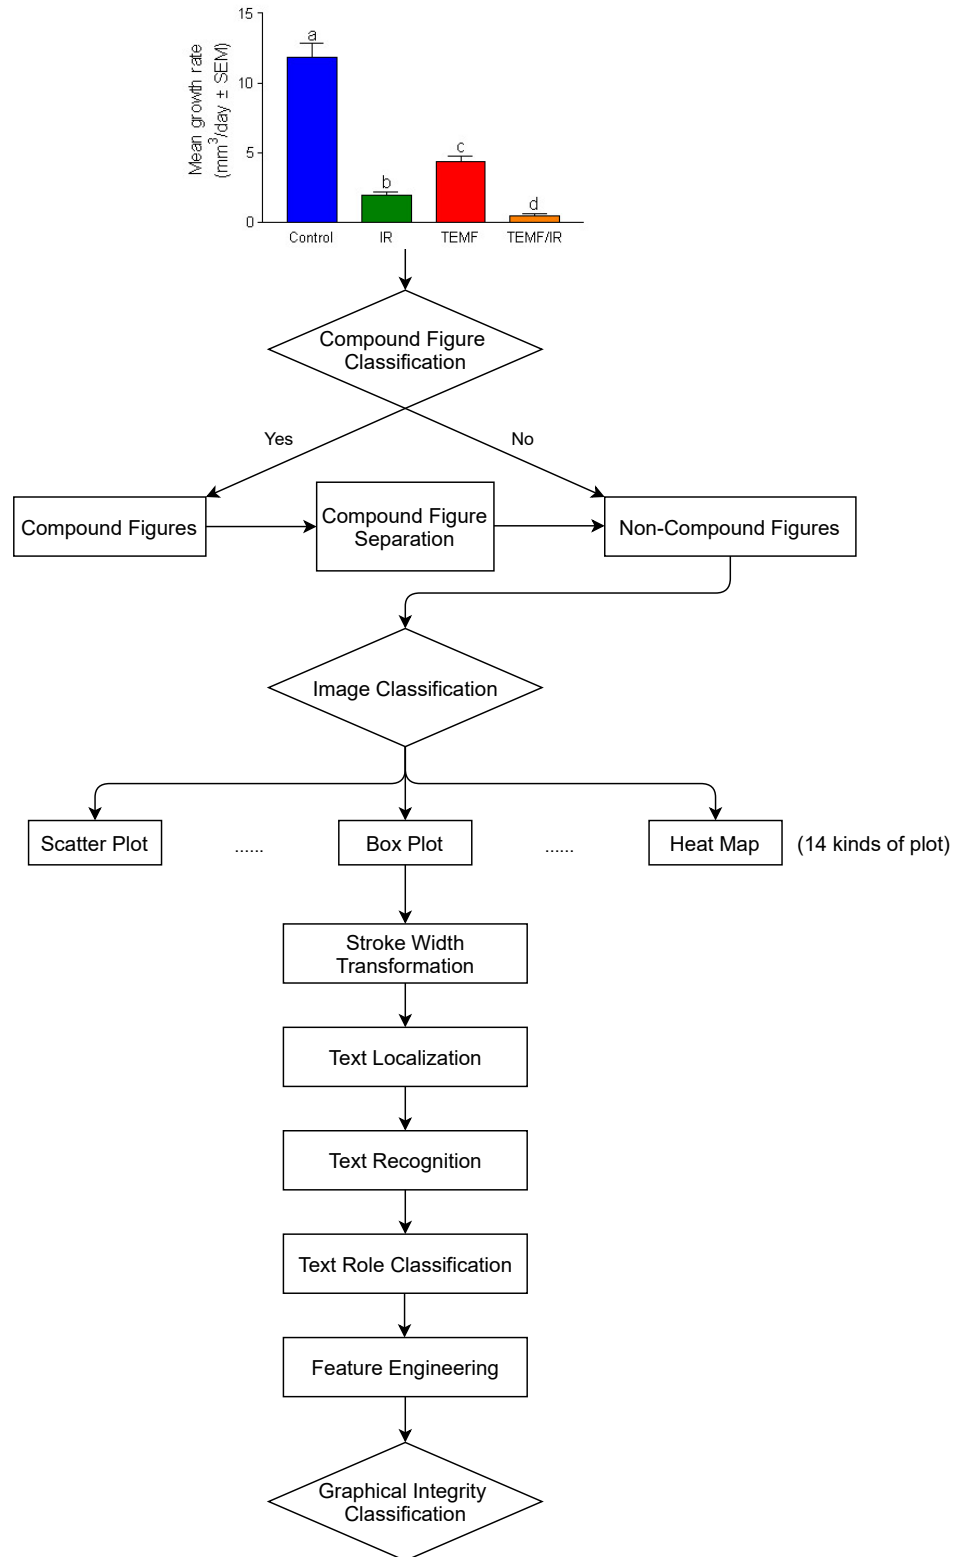 15
10
5
0
Mean growth rate
(mm³/day ± SEM)
a
b
c
d
Control
IR
TEMF
TEMF/IR
Compound Figure
Classification
Yes
No
Compound Figures
Compound Figure
Separation
Non-Compound Figures
Image Classification
Scatter Plot
......
Box Plot
......
Heat Map
(14 kinds of plot)
Stroke Width
Transformation
Text Localization
Text Recognition
Text Role Classification
Feature Engineering
Graphical Integrity
Classification